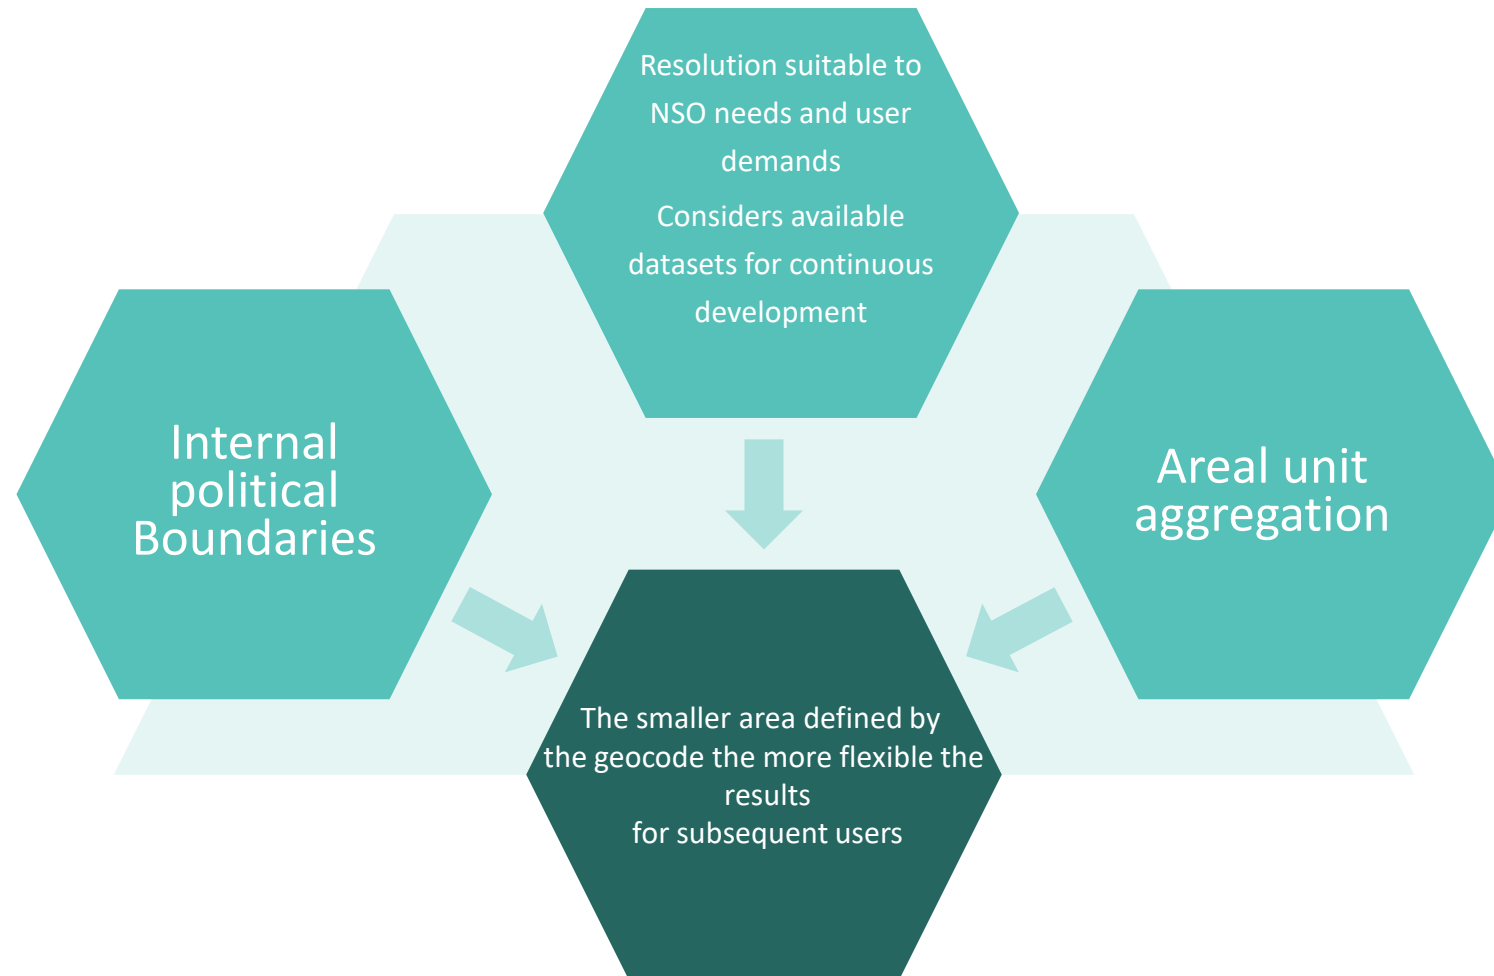 Resolution suitable to
NSO needs and user
demands
Considers available
datasets for continuous
development
Internal
political
Boundaries
Areal unit
aggregation
The smaller area defined by
the geocode the more flexible the
results
for subsequent users